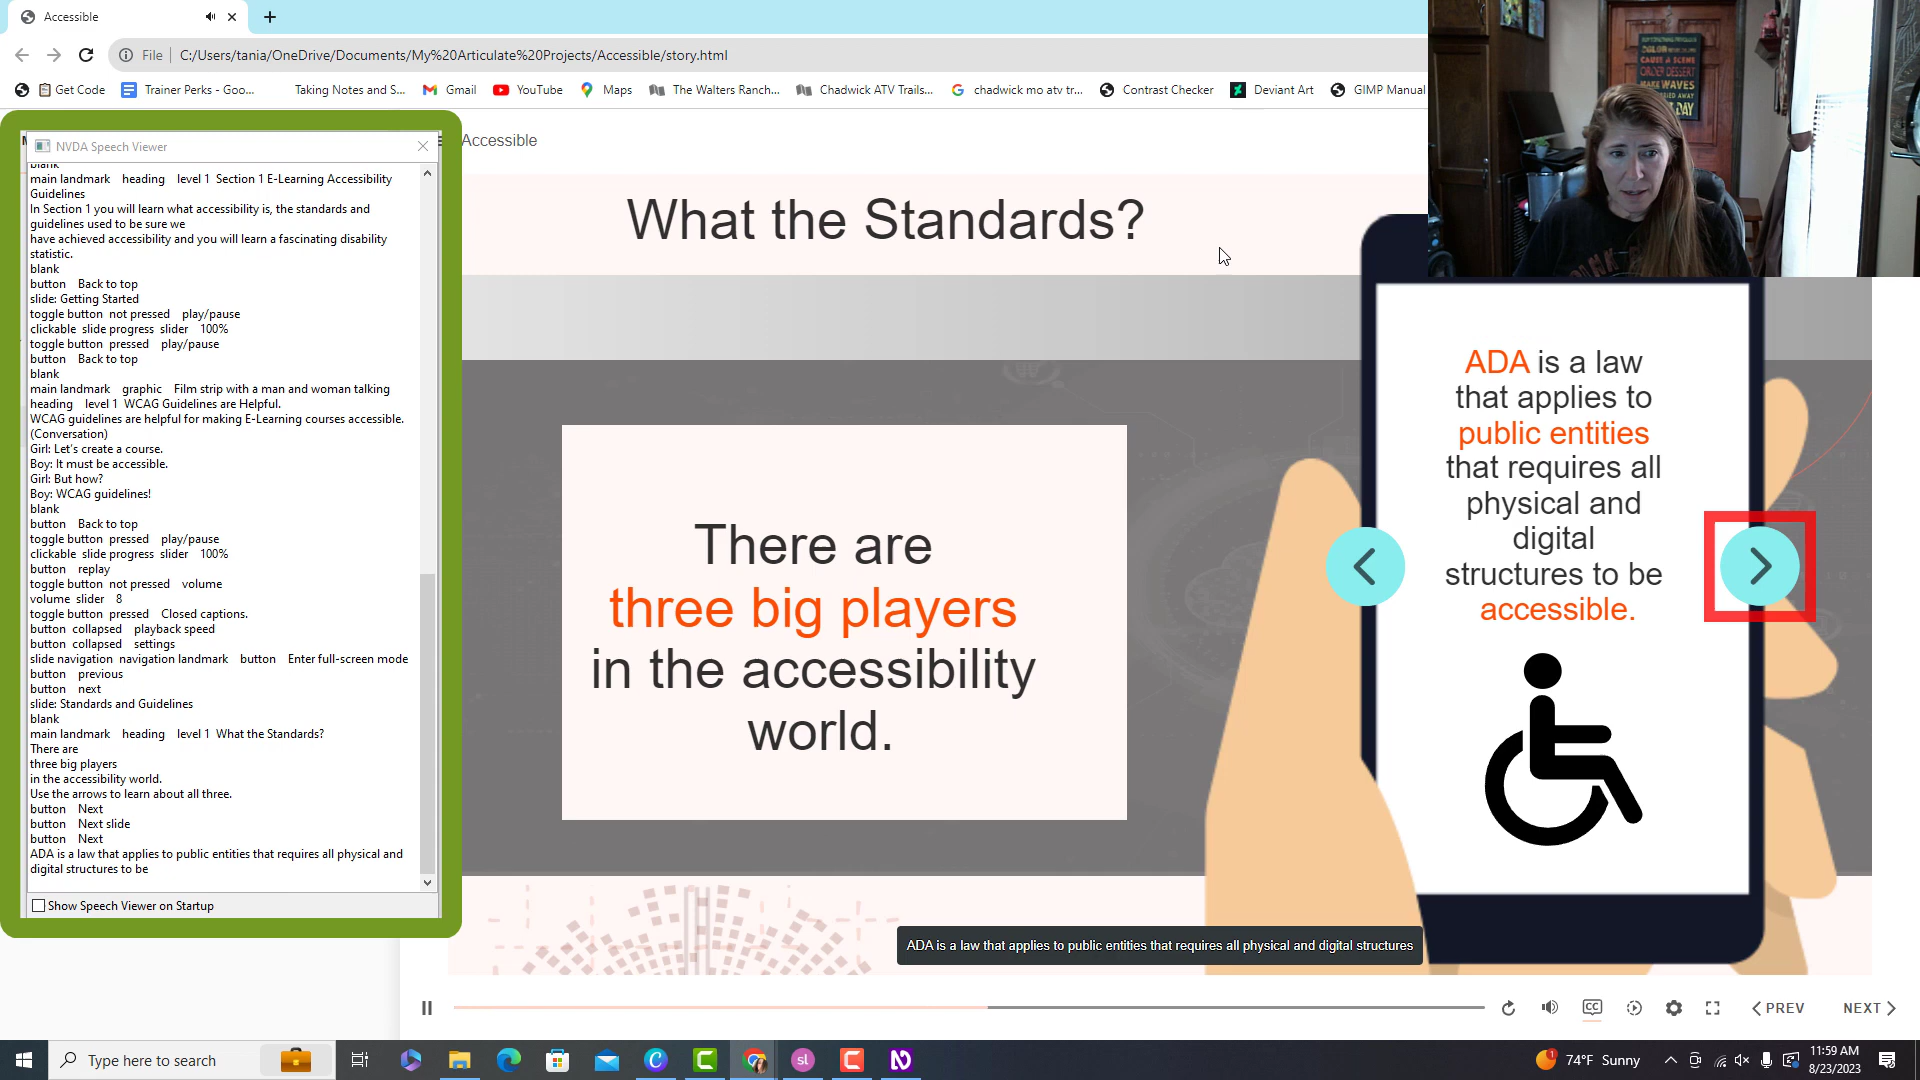 Accessible
File C:/Users/tania/OneDrive/Documents/My%20Articulate%20Projects/Accessible/story.html
Get Code Trainer Perks - Goo... Taking Notes and S... Gmail YouTube Maps The Walters Ranch... Chadwick ATV Trails... chadwick mo atv tr... Contrast Checker Deviant Art GIMP Manual
COLOR
CAUSE A SCENE
ORDER DESSERT
MAKE WAVES
NVDA Speech Viewer
blank
main landmark heading level 1 Section 1 E-Learning Accessibility
Guidelines
In Section 1 you will learn what accessibility is, the standards and
guidelines used to be sure we
have achieved accessibility and you will learn a fascinating disability
statistic.
blank
button Back to top
slide: Getting Started
toggle button not pressed play/pause
clickable slide progress slider 100%
toggle button pressed play/pause
button Back to top
blank
main landmark graphic Film strip with a man and woman talking
heading level 1 WCAG Guidelines are Helpful.
WCAG guidelines are helpful for making E-Learning courses accessible.
(Conversation)
Girl: Let's create a course.
Boy: It must be accessible.
Girl: But how?
Boy: WCAG guidelines!
blank
button Back to top
toggle button pressed play/pause
clickable slide progress slider 100%
button replay
toggle button not pressed volume
volume slider 8
toggle button pressed Closed captions.
button collapsed playback speed
button collapsed settings
slide navigation navigation landmark button Enter full-screen mode
button previous
button next
slide: Standards and Guidelines
blank
main landmark heading level 1 What the Standards?
There are
three big players
in the accessibility world.
Use the arrows to learn about all three.
button Next
button Next slide
button Next
ADA is a law that applies to public entities that requires all physical and
digital structures to be
Show Speech Viewer on Startup
Accessible
What the Standards?
There are
three big players
in the accessibility
world.
ADA is a law
that applies to
public entities
that requires all
physical and
digital
structures to be
accessible.
ADA is a law that applies to public entities that requires all physical and digital structures
CC
PREV NEXT
Type here to search
sl
1
74°F Sunny
11:59 AM
8/23/2023